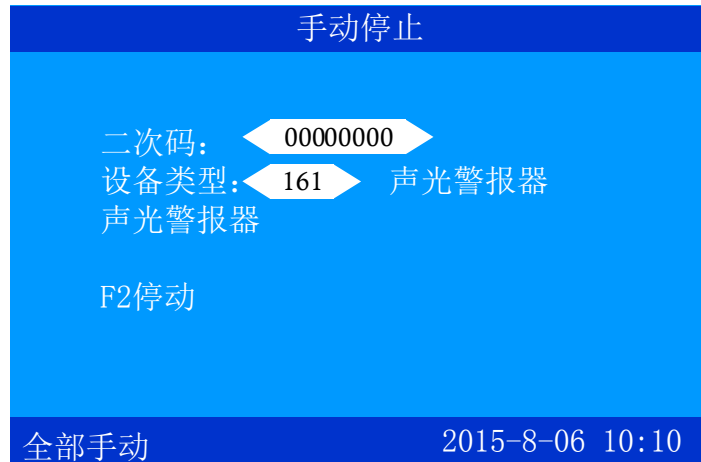 手动停止
二次码： 00000000
设备类型： 161 声光警报器
声光警报器
F2停动
全部手动 2015-8-06 10:10